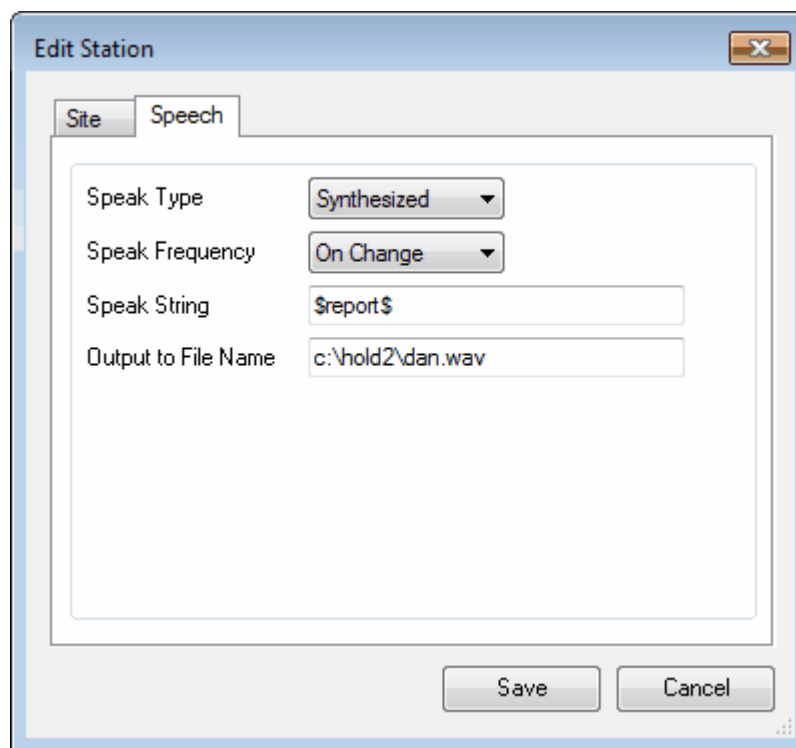 Edit Station
Site Speech
Speak Type Synthesized
Speak Frequency On Change
Speak String $report$
Output to File Name c:\hold2\dan.wav
Save Cancel